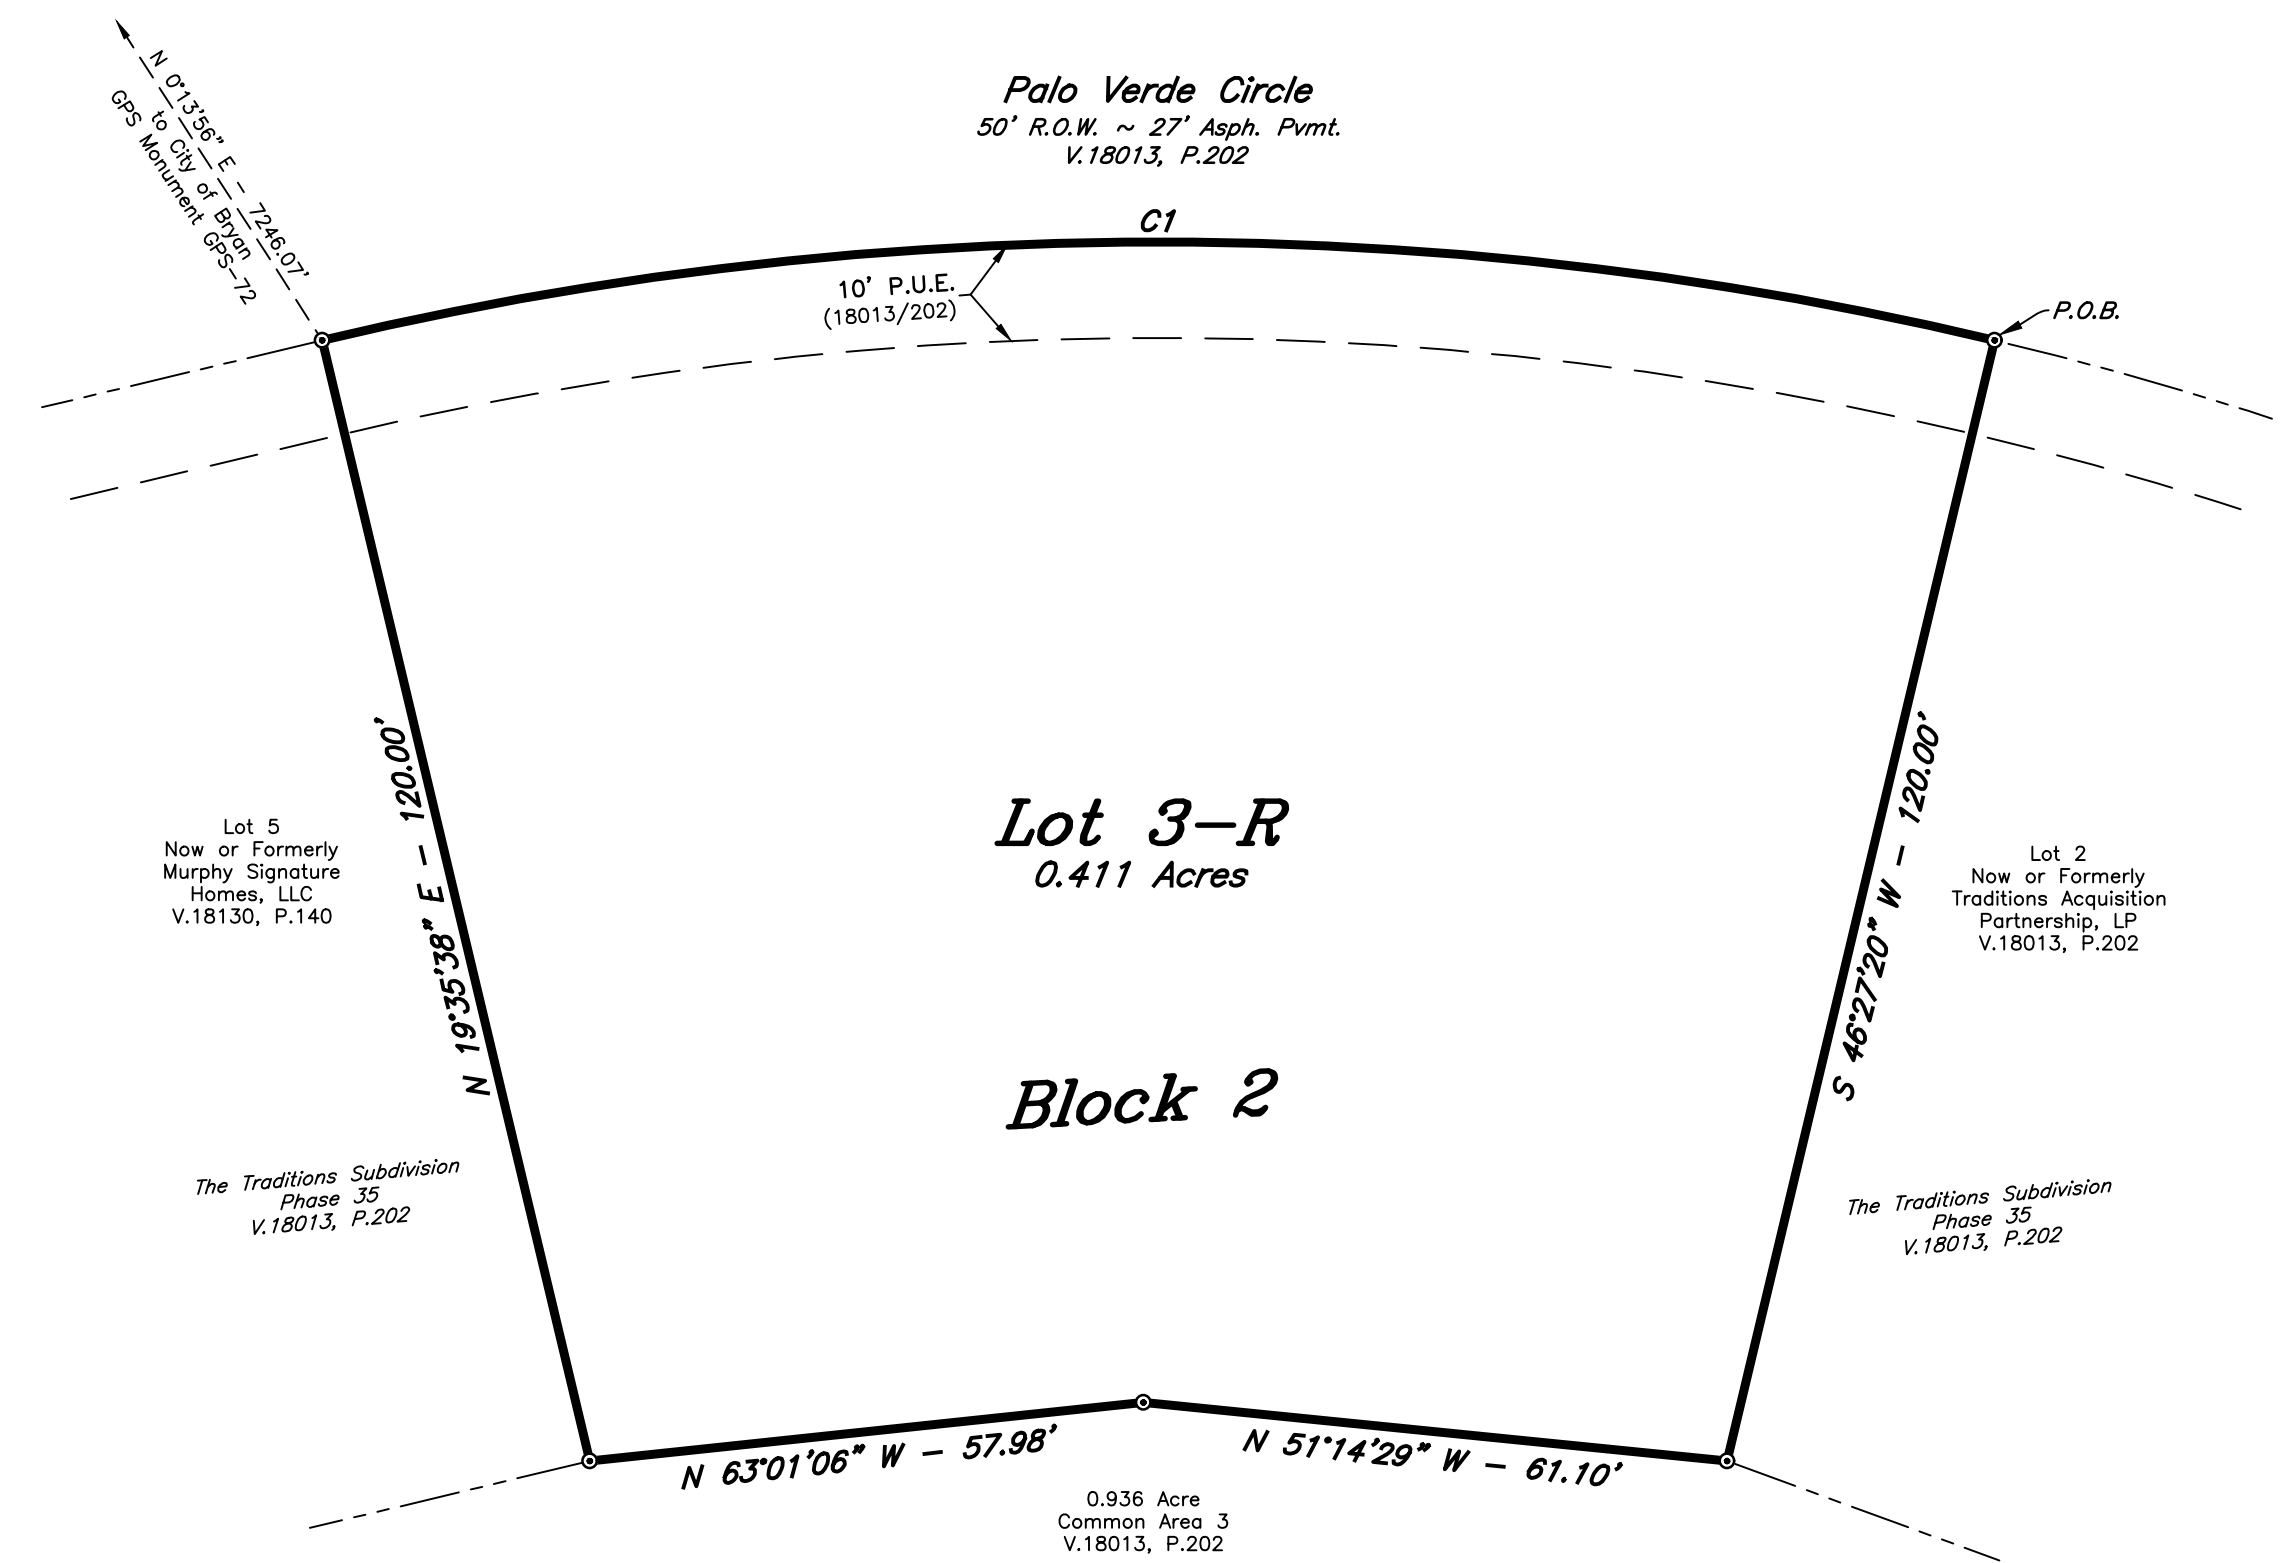 N 0°13'56" E - 7246.07'
to City of Bryan
GPS Monument GPS-72
Palo Verde Circle
50' R.O.W. ~ 27' Asph. Pvmt.
V.18013, P.202
C1
10' P.U.E.
(18013/202)
P.O.B.
N 19°35'38" E - 120.00'
S 46°27'20" W - 120.00'
Lot 3-R
0.411 Acres
Lot 5
Now or Formerly
Murphy Signature
Homes, LLC
V.18130, P.140
Lot 2
Now or Formerly
Traditions Acquisition
Partnership, LP
V.18013, P.202
Block 2
The Traditions Subdivision
Phase 35
V.18013, P.202
The Traditions Subdivision
Phase 35
V.18013, P.202
N 63°01'06" W - 57.98'
N 51°14'29" W - 61.10'
0.936 Acre
Common Area 3
V.18013, P.202